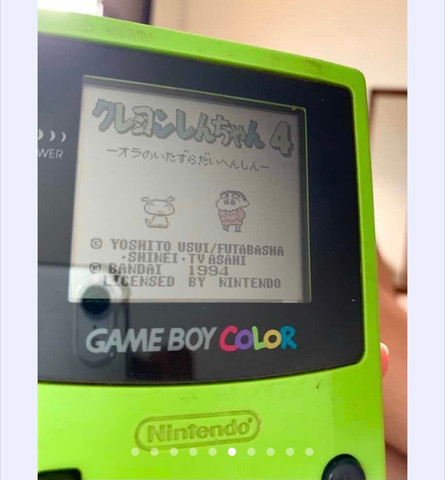 クレヨンしんちゃん 4
ーオラのいたずらだいへんしんー
© YOSHITO USUI/FUTABASHA
・SHINEI・TV ASAHI
© BANDAI 1994
LICENSED BY NINTENDO
OWER
GAME BOY COLOR
Nintendo